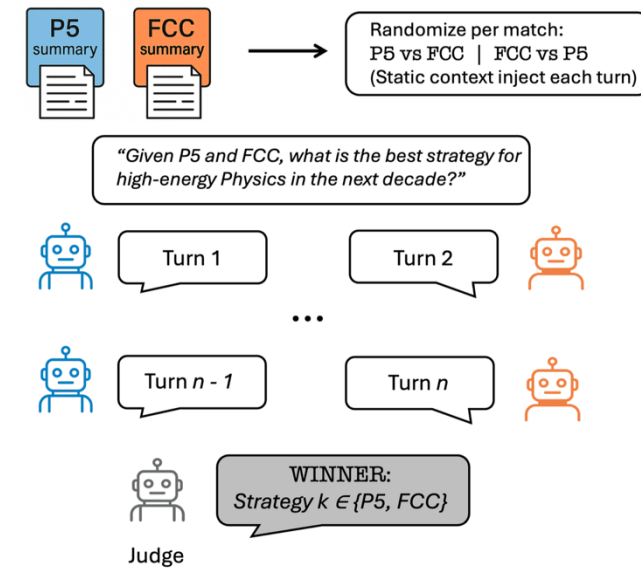 P5
summary
FCC
summary
Randomize per match:
P5 vs FCC | FCC vs P5
(Static context inject each turn)
“Given P5 and FCC, what is the best strategy for
high-energy Physics in the next decade?”
Turn 1
Turn 2
...
Turn n - 1
Turn n
WINNER:
Strategy k ∈ {P5, FCC}
Judge